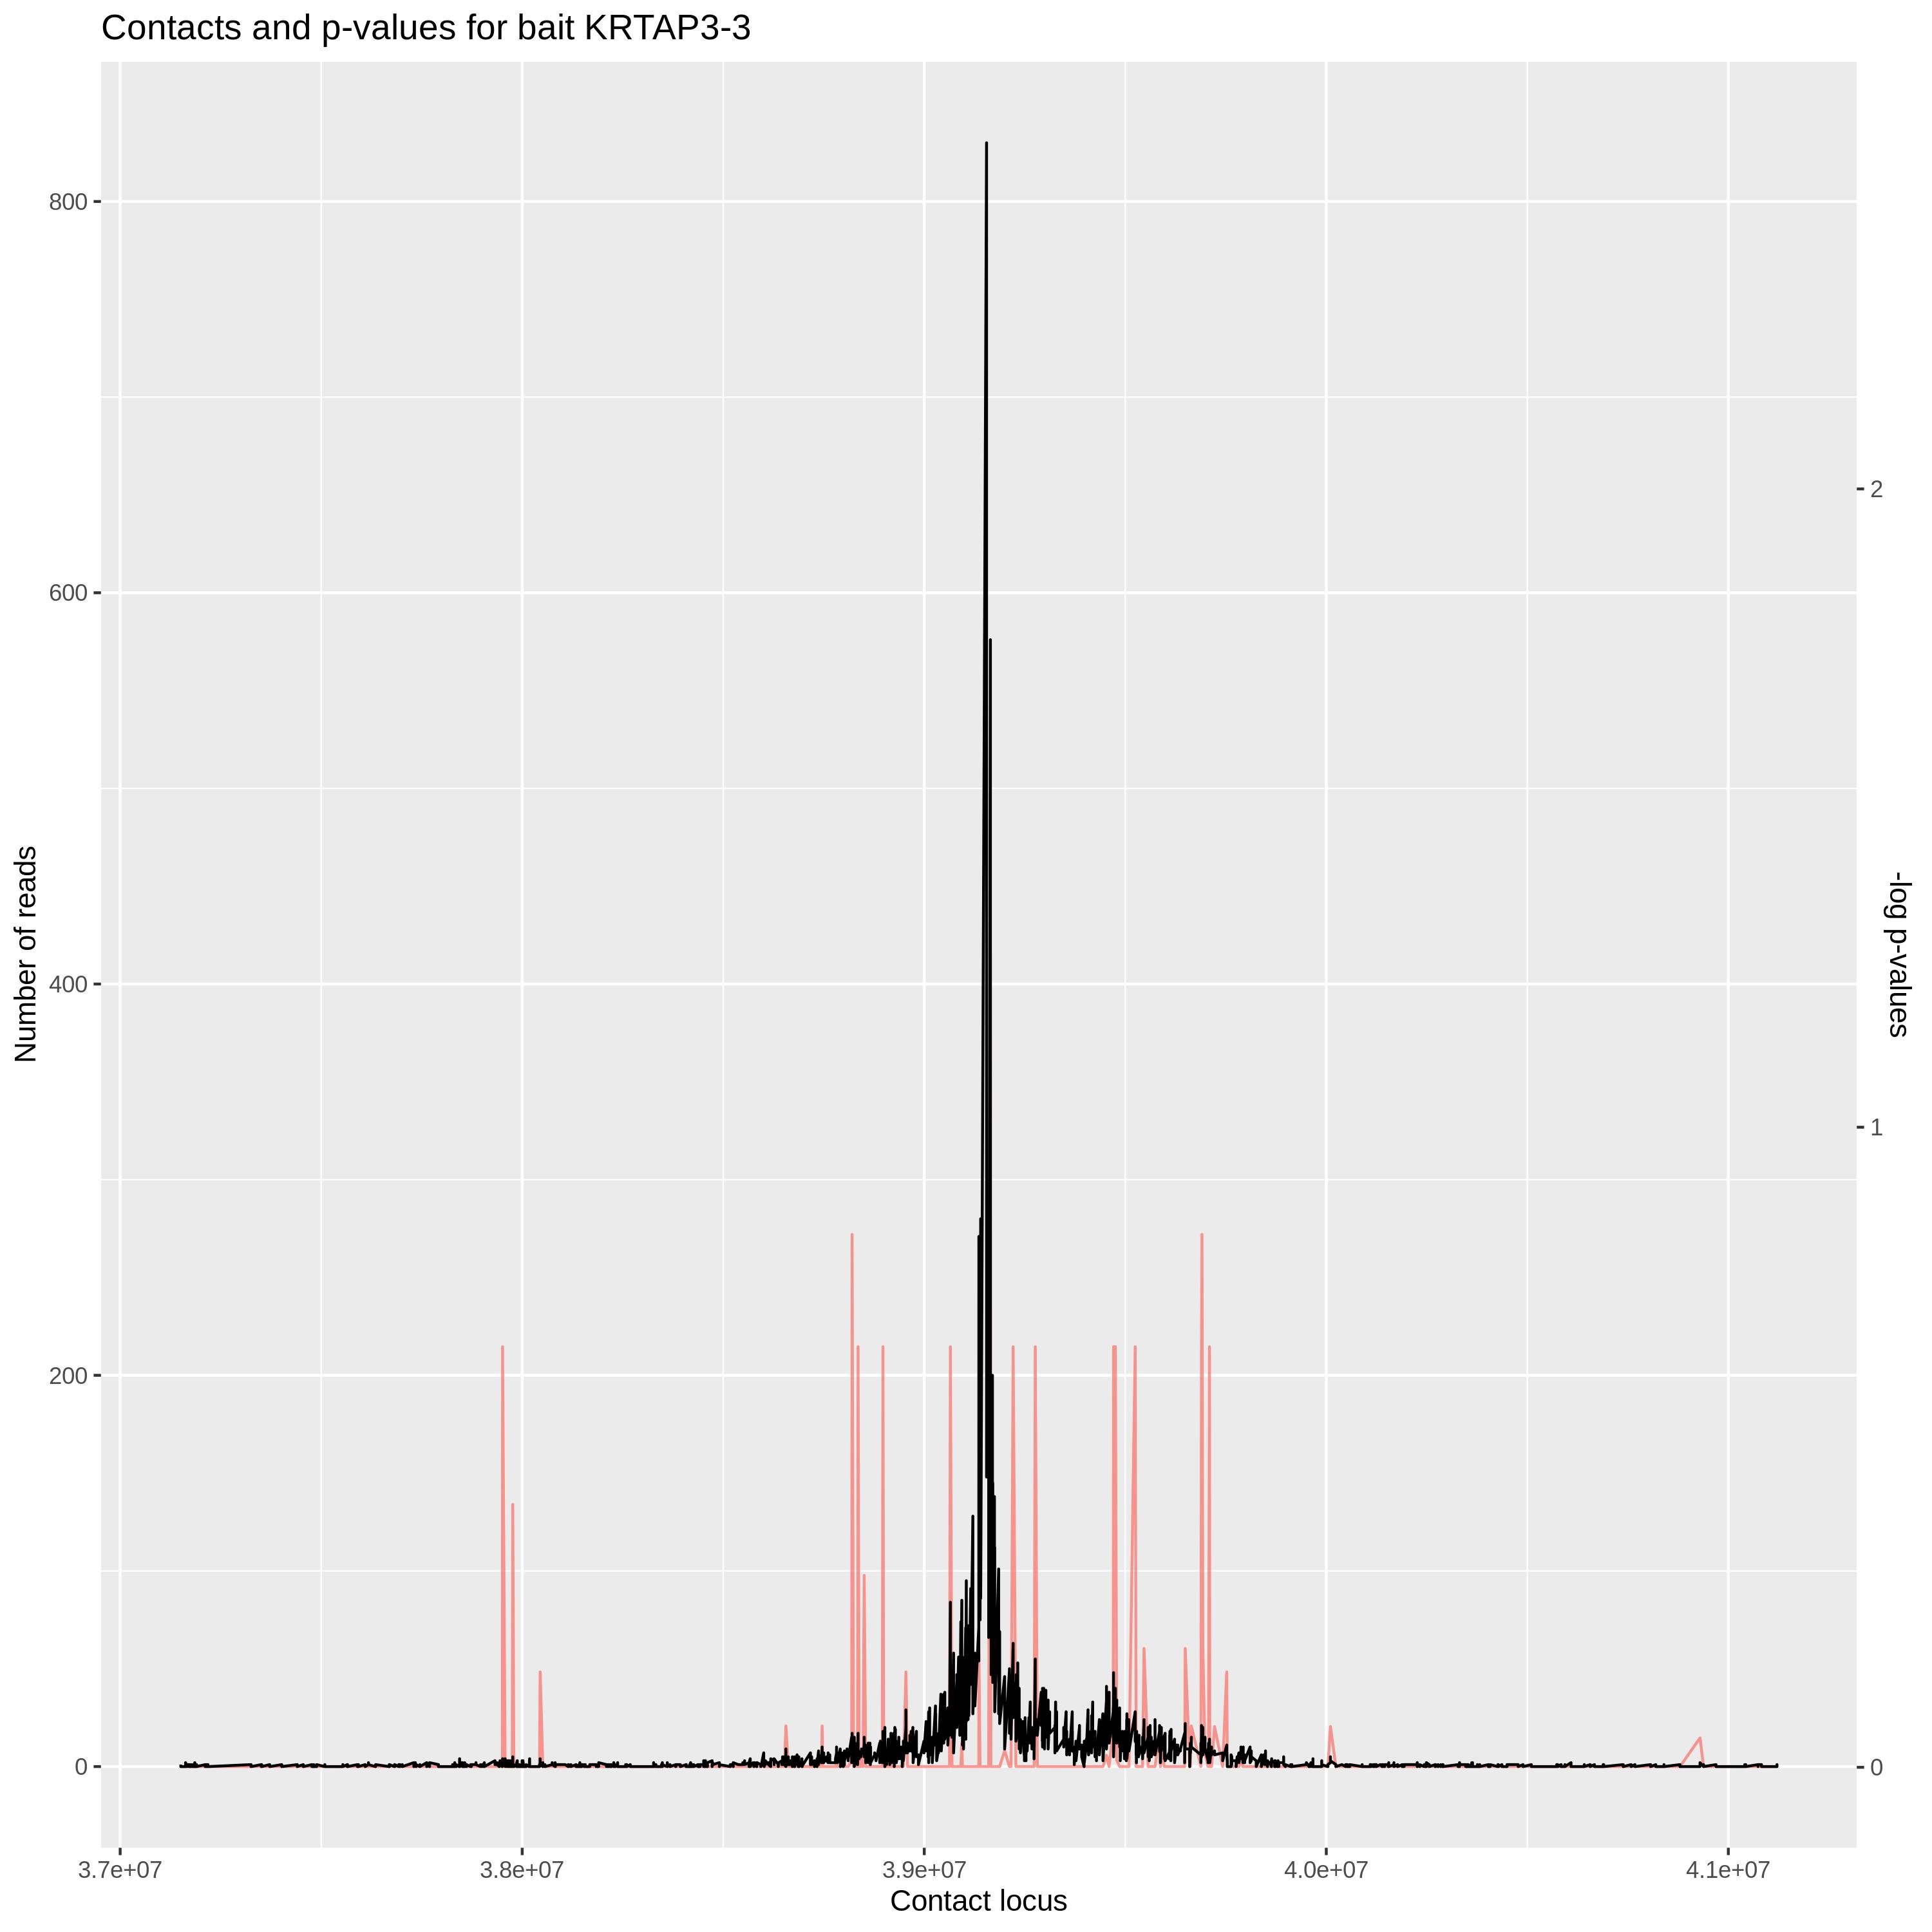 Contacts and p-values for bait KRTAP3-3
800
600
400
200
0
Number of reads
2
1
0
-log p-values
3.7e+07
3.8e+07
3.9e+07
4.0e+07
4.1e+07
Contact locus